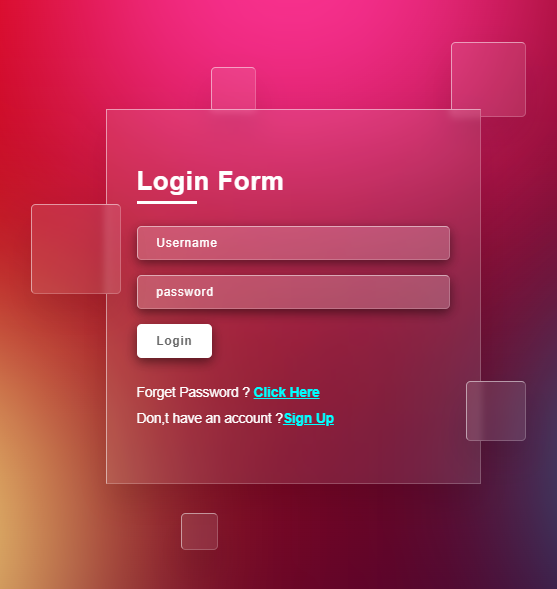 Login Form
Username
password
Login
Forget Password ? Click Here
Don,t have an account ?Sign Up